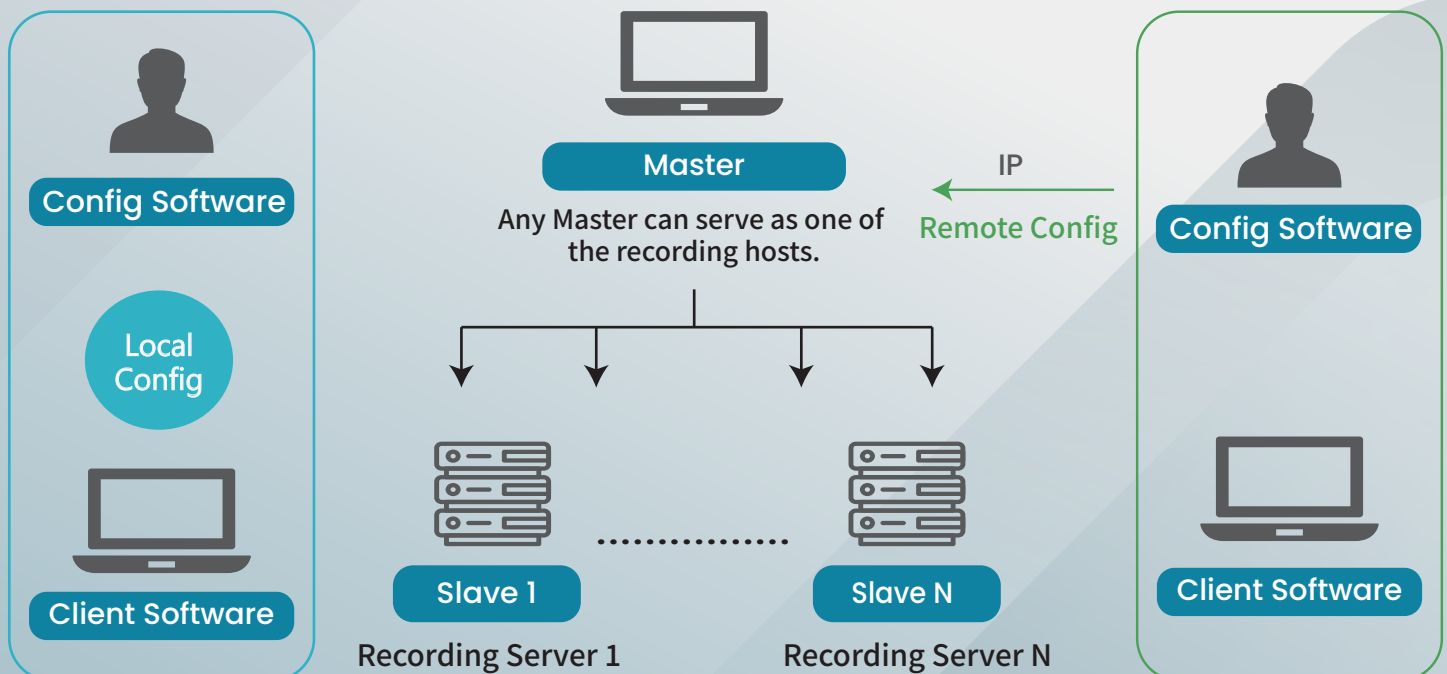 Config Software
Local
Config
Client Software
Master
Any Master can serve as one of
the recording hosts.
IP
Remote Config
Slave 1
Recording Server 1
Slave N
Recording Server N
Config Software
Client Software